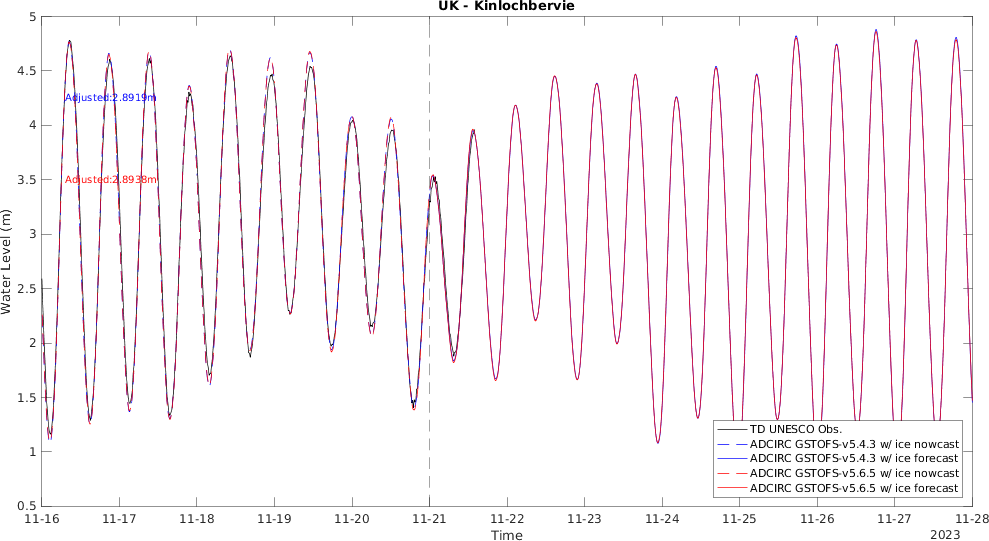 UK - Kinlochbervie
5
4.5
4
3.5
3
2.5
2
1.5
1
0.5
Water Level (m)
Adjusted:2.8919m
Adjusted:2.8938m
TD UNESCO Obs.
ADCIRC GSTOFS-v5.4.3 w/ ice nowcast
ADCIRC GSTOFS-v5.4.3 w/ ice forecast
ADCIRC GSTOFS-v5.6.5 w/ ice nowcast
ADCIRC GSTOFS-v5.6.5 w/ ice forecast
11-16 11-17 11-18 11-19 11-20 11-21 11-22 11-23 11-24 11-25 11-26 11-27 11-28
Time
2023